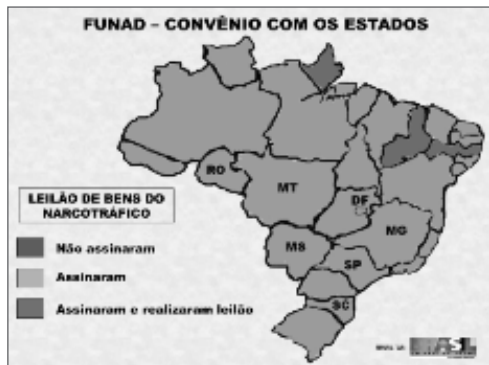 FUNAD – CONVÊNIO COM OS ESTADOS
RO
MT
DF
MG
MS
SP
SC
LEILÃO DE BENS DO
NARCOTRÁFICO
Não assinaram
Assinaram
Assinaram e realizaram leilão